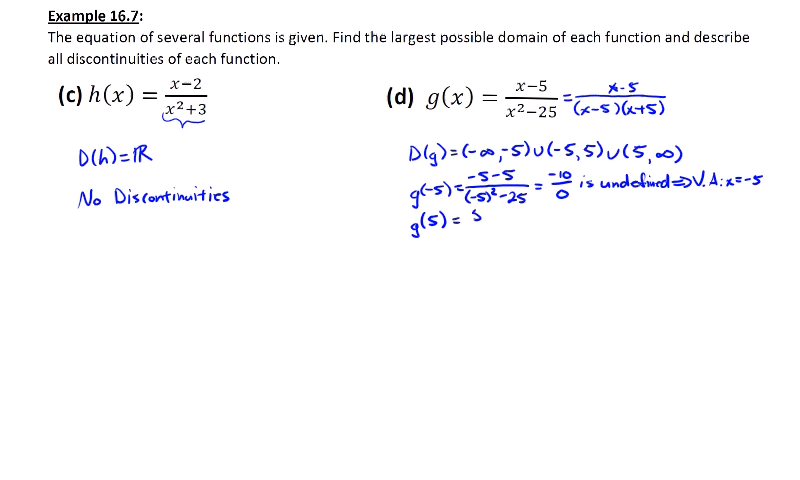 Example 16.7:
The equation of several functions is given. Find the largest possible domain of each function and describe
all discontinuities of each function.
(c) h(x) = x−2 / x²+3
D(h)=ℝ
No Discontinuities
(d) g(x) = x−5 / x²−25 = x-5 / (x-5)(x+5)
D(g)=(-∞,-5)∪(-5,5)∪(5,∞)
g(-5)= -5-5 / (-5)²-25 = -10 / 0 is undefined ⇒ V.A: x=-5
g(5) = 5